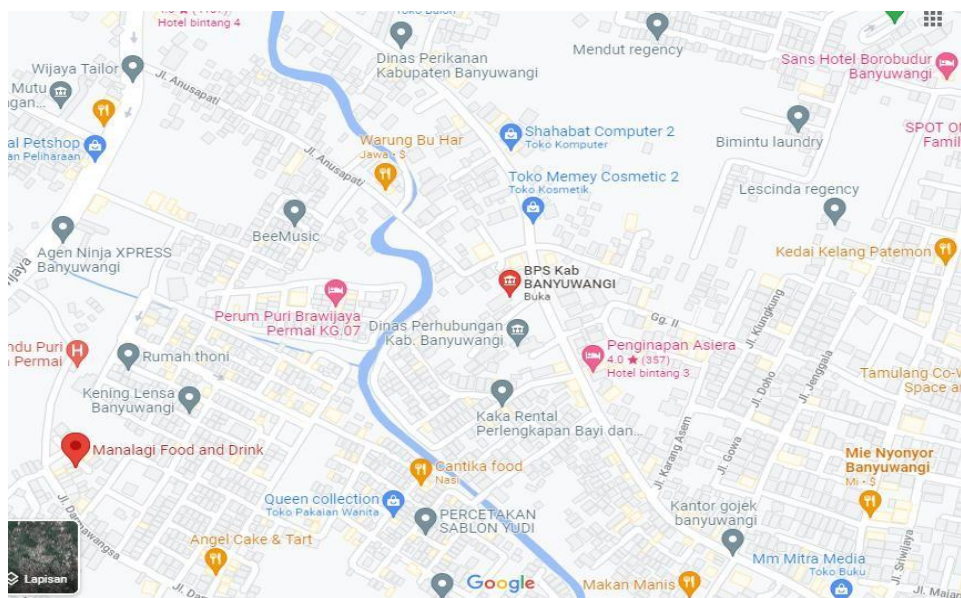 Hotel bintang 4
Dinas Perikanan
Kabupaten Banyuwangi
Mendut regency
Sans Hotel Borobudur
Banyuwangi
Wijaya Tailor
Jl. Anusapati
Mutu
Shahabat Computer 2
Toko Komputer
Bimintu laundry
SPOT
al Petshop
an Peliharaan
Warung Bu Har
Jawa · $
Jl. Anusapati
Toko Memey Cosmetic 2
Toko Kosmetik
Lescinda regency
BeeMusic
Agen Ninja XPRESS
Banyuwangi
Kedai Kelang Patemon
BPS Kab
BANYUWANGI
Buka
Perum Puri Brawijaya
Permai KG.07
Dinas Perhubungan
Kab. Banyuwangi
Gg. II
Jl. Klungkung
Penginapan Asiera
4.0 ★ (357)
Hotel bintang 3
ndu Puri
Permai
Rumah thoni
Jl. Doho
Jl. Jenggala
Tamulang Co-W
Space
Kening Lensa
Banyuwangi
Kaka Rental
Perlengkapan Bayi dan...
Jl. Karang Asem
Jl. Gowa
Manalagi Food and Drink
Mie Nyonyor
Banyuwangi
Mi · $
Cantika food
Nasi
Queen collection
Toko Pakaian Wanita
PERCETAKAN
SABLON YUDI
Kantor gojek
banyuwangi
Angel Cake & Tart
Mm Mitra Media
Toko Buku
Jl. Sriwijaya
Lapisan
Google
Makan Manis